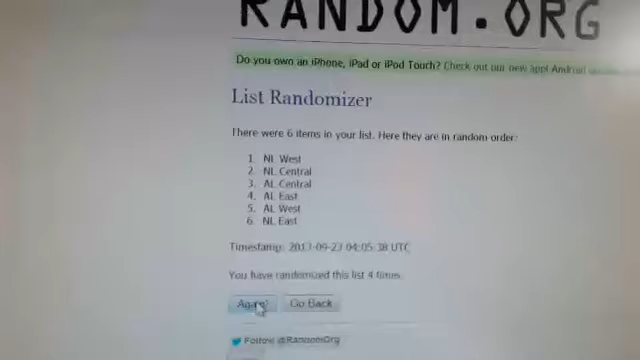 RANDOM.ORG
Do you own an iPhone, iPad or iPod Touch? Check out our new app! Android
List Randomizer
There were 6 items in your list. Here they are in random order:
1. NL West
2. NL Central
3. AL Central
4. AL East
5. AL West
6. NL East
Timestamp: 2013-09-23 04:05:38 UTC
You have randomized this list 4 times.
Again! Go Back
Follow @RandomOrg